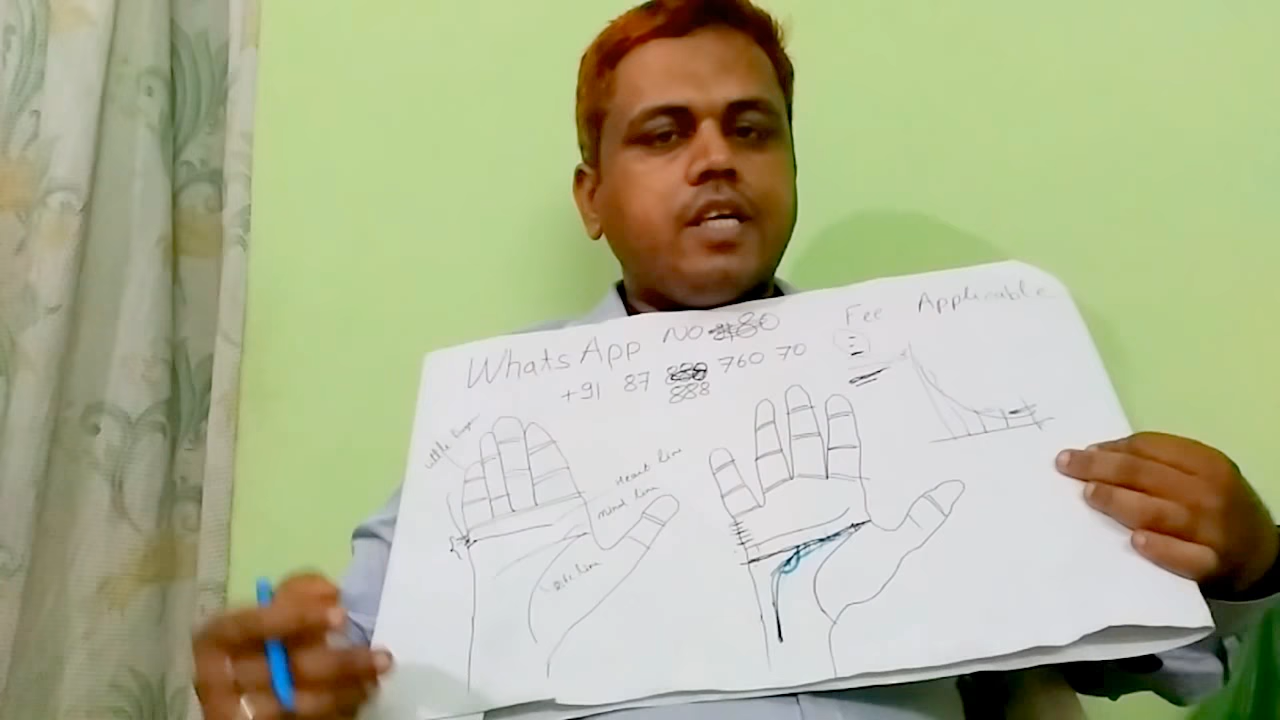 WhatsApp NO
+91 87 888 760 70
Fee Applicable
Heart line
mind line
life line
little finger